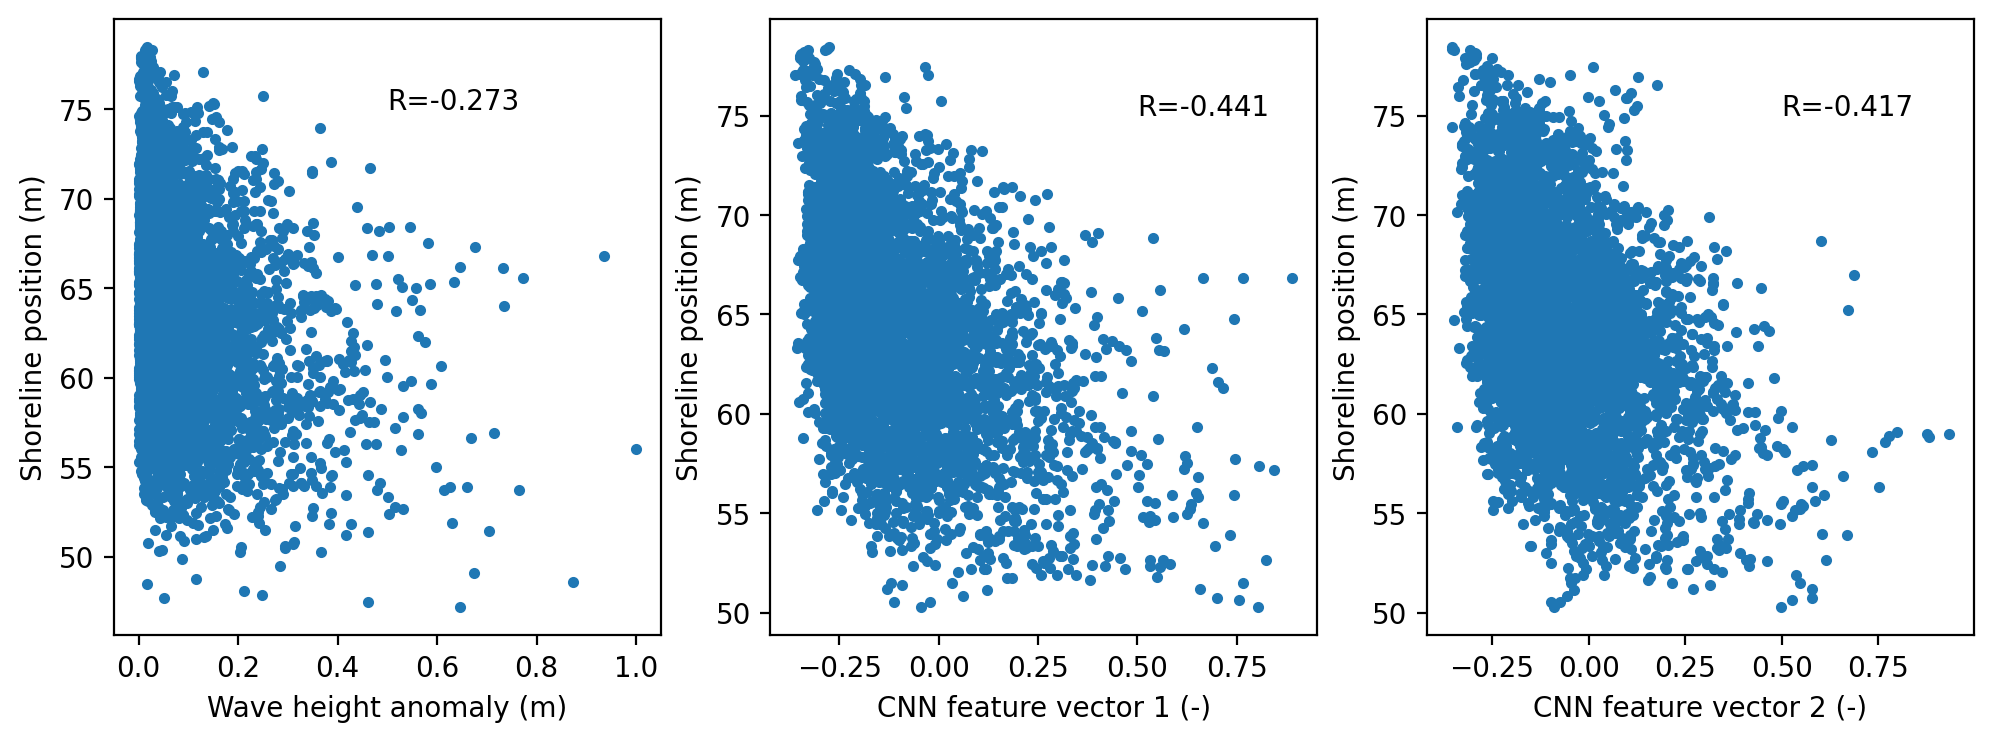 R=-0.273
75
70
65
60
55
50
Shoreline position (m)
0.0 0.2 0.4 0.6 0.8 1.0
Wave height anomaly (m)
R=-0.441
75
70
65
60
55
50
Shoreline position (m)
−0.25 0.00 0.25 0.50 0.75
CNN feature vector 1 (-)
R=-0.417
75
70
65
60
55
50
Shoreline position (m)
−0.25 0.00 0.25 0.50 0.75
CNN feature vector 2 (-)